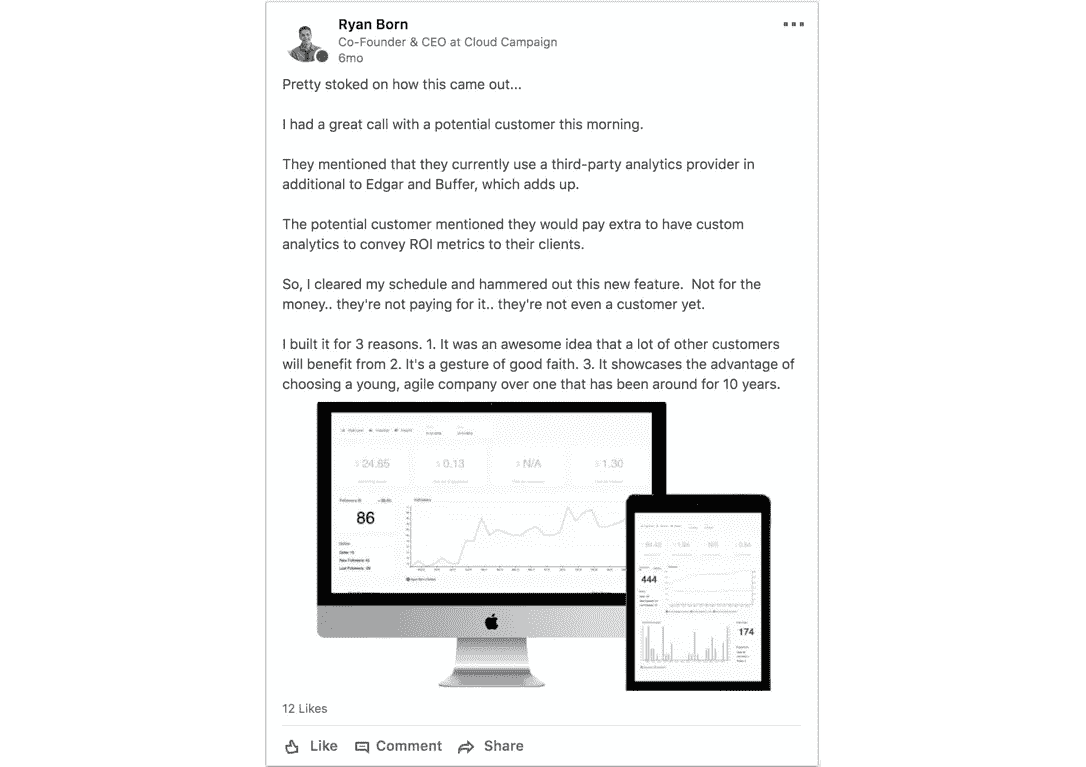 Ryan Born
Co-Founder & CEO at Cloud Campaign
6mo
Pretty stoked on how this came out...
I had a great call with a potential customer this morning.
They mentioned that they currently use a third-party analytics provider in
additional to Edgar and Buffer, which adds up.
The potential customer mentioned they would pay extra to have custom
analytics to convey ROI metrics to their clients.
So, I cleared my schedule and hammered out this new feature.  Not for the
money.. they're not paying for it.. they're not even a customer yet.
I built it for 3 reasons. 1. It was an awesome idea that a lot of other customers
will benefit from 2. It's a gesture of good faith. 3. It showcases the advantage of
choosing a young, agile company over one that has been around for 10 years.
$ 24.65 $ 0.13 $ N/A $ 1.30
86
444
174
12 Likes
Like Comment Share